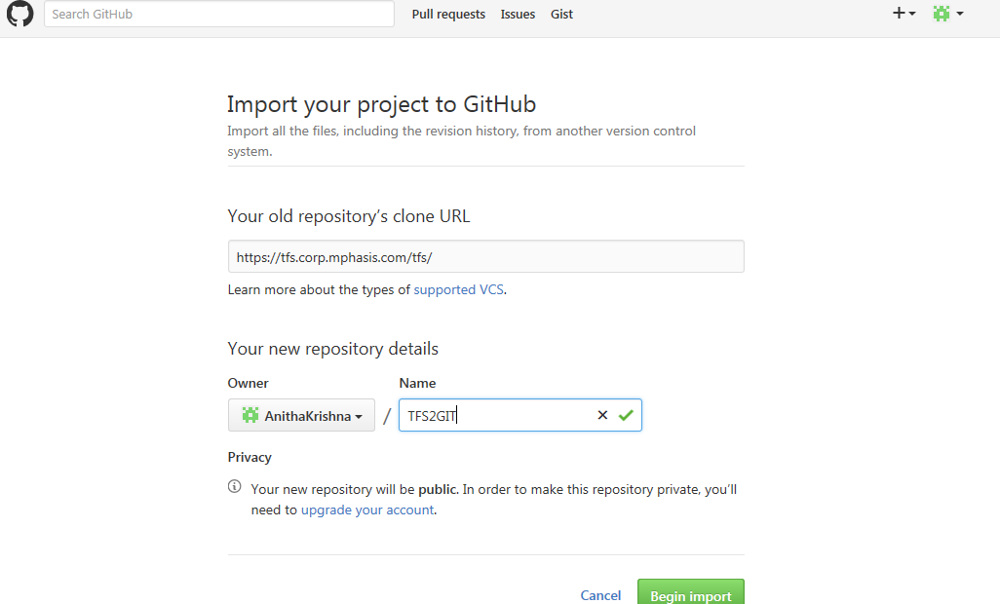 Search GitHub Pull requests Issues Gist
Import your project to GitHub
Import all the files, including the revision history, from another version control
system.
Your old repository’s clone URL
https://tfs.corp.mphasis.com/tfs/
Learn more about the types of supported VCS.
Your new repository details
Owner Name
AnithaKrishna / TFS2GIT
Privacy
Your new repository will be public. In order to make this repository private, you’ll
need to upgrade your account.
Cancel Begin import